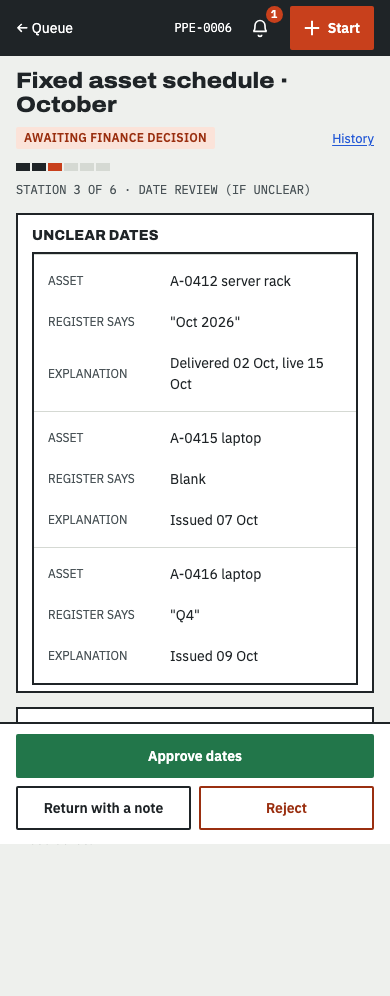 ← Queue
PPE-0006
1
Start
Fixed asset schedule ·
October
AWAITING FINANCE DECISION
History
STATION 3 OF 6 · DATE REVIEW (IF UNCLEAR)
UNCLEAR DATES
ASSET
A-0412 server rack
REGISTER SAYS
"Oct 2026"
EXPLANATION
Delivered 02 Oct, live 15
Oct
ASSET
A-0415 laptop
REGISTER SAYS
Blank
EXPLANATION
Issued 07 Oct
ASSET
A-0416 laptop
REGISTER SAYS
"Q4"
EXPLANATION
Issued 09 Oct
Approve dates
Return with a note
Reject